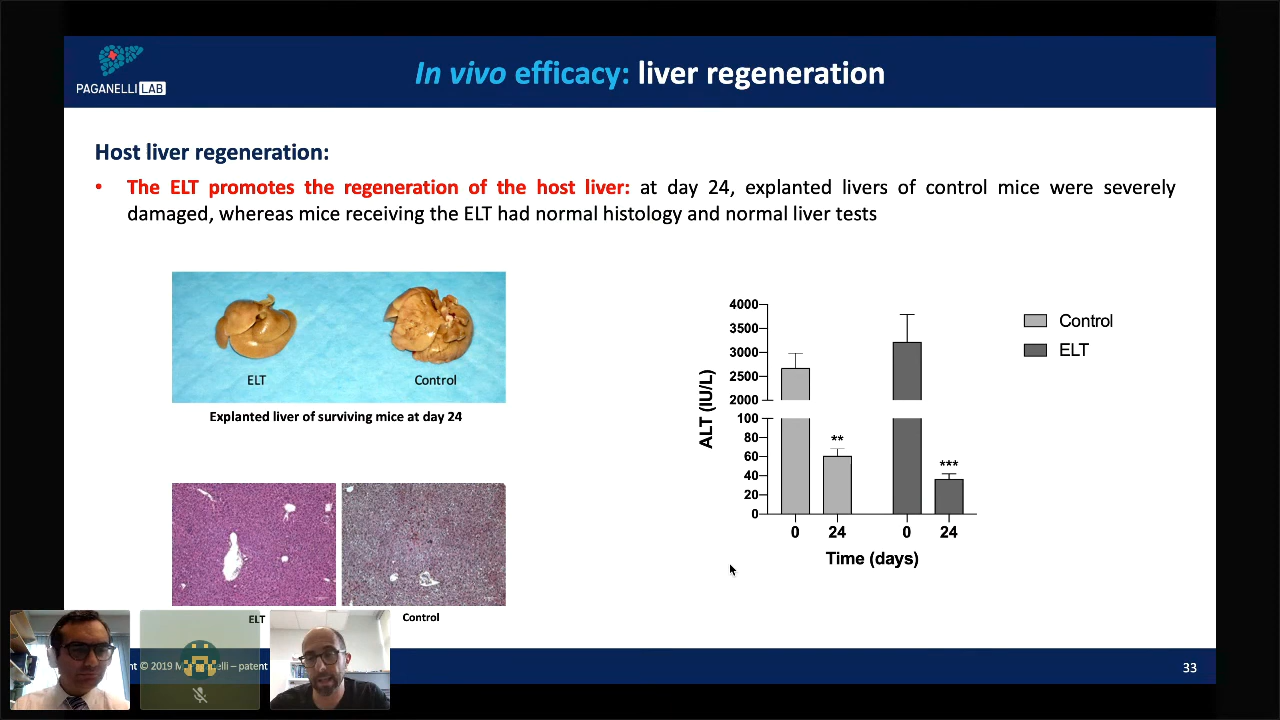 In vivo efficacy: liver regeneration
PAGANELLI LAB
Host liver regeneration:
• The ELT promotes the regeneration of the host liver: at day 24, explanted livers of control mice were severely
damaged, whereas mice receiving the ELT had normal histology and normal liver tests
ELT
Control
Explanted liver of surviving mice at day 24
ELT
Control
4000
3500
3000
2500
2000
100
80
60
40
20
0
ALT (IU/L)
**
***
0 24 0 24
Time (days)
Control
ELT
© 2019 M
nelli – patent
33